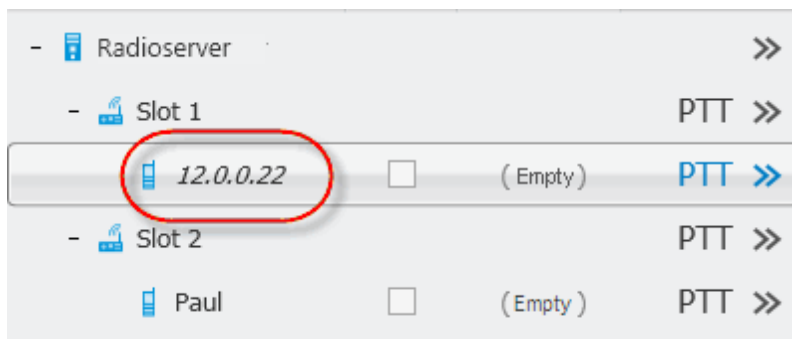 - Radioserver »
- Slot 1 PTT »
12.0.0.22 (Empty) PTT »
- Slot 2 PTT »
Paul (Empty) PTT »